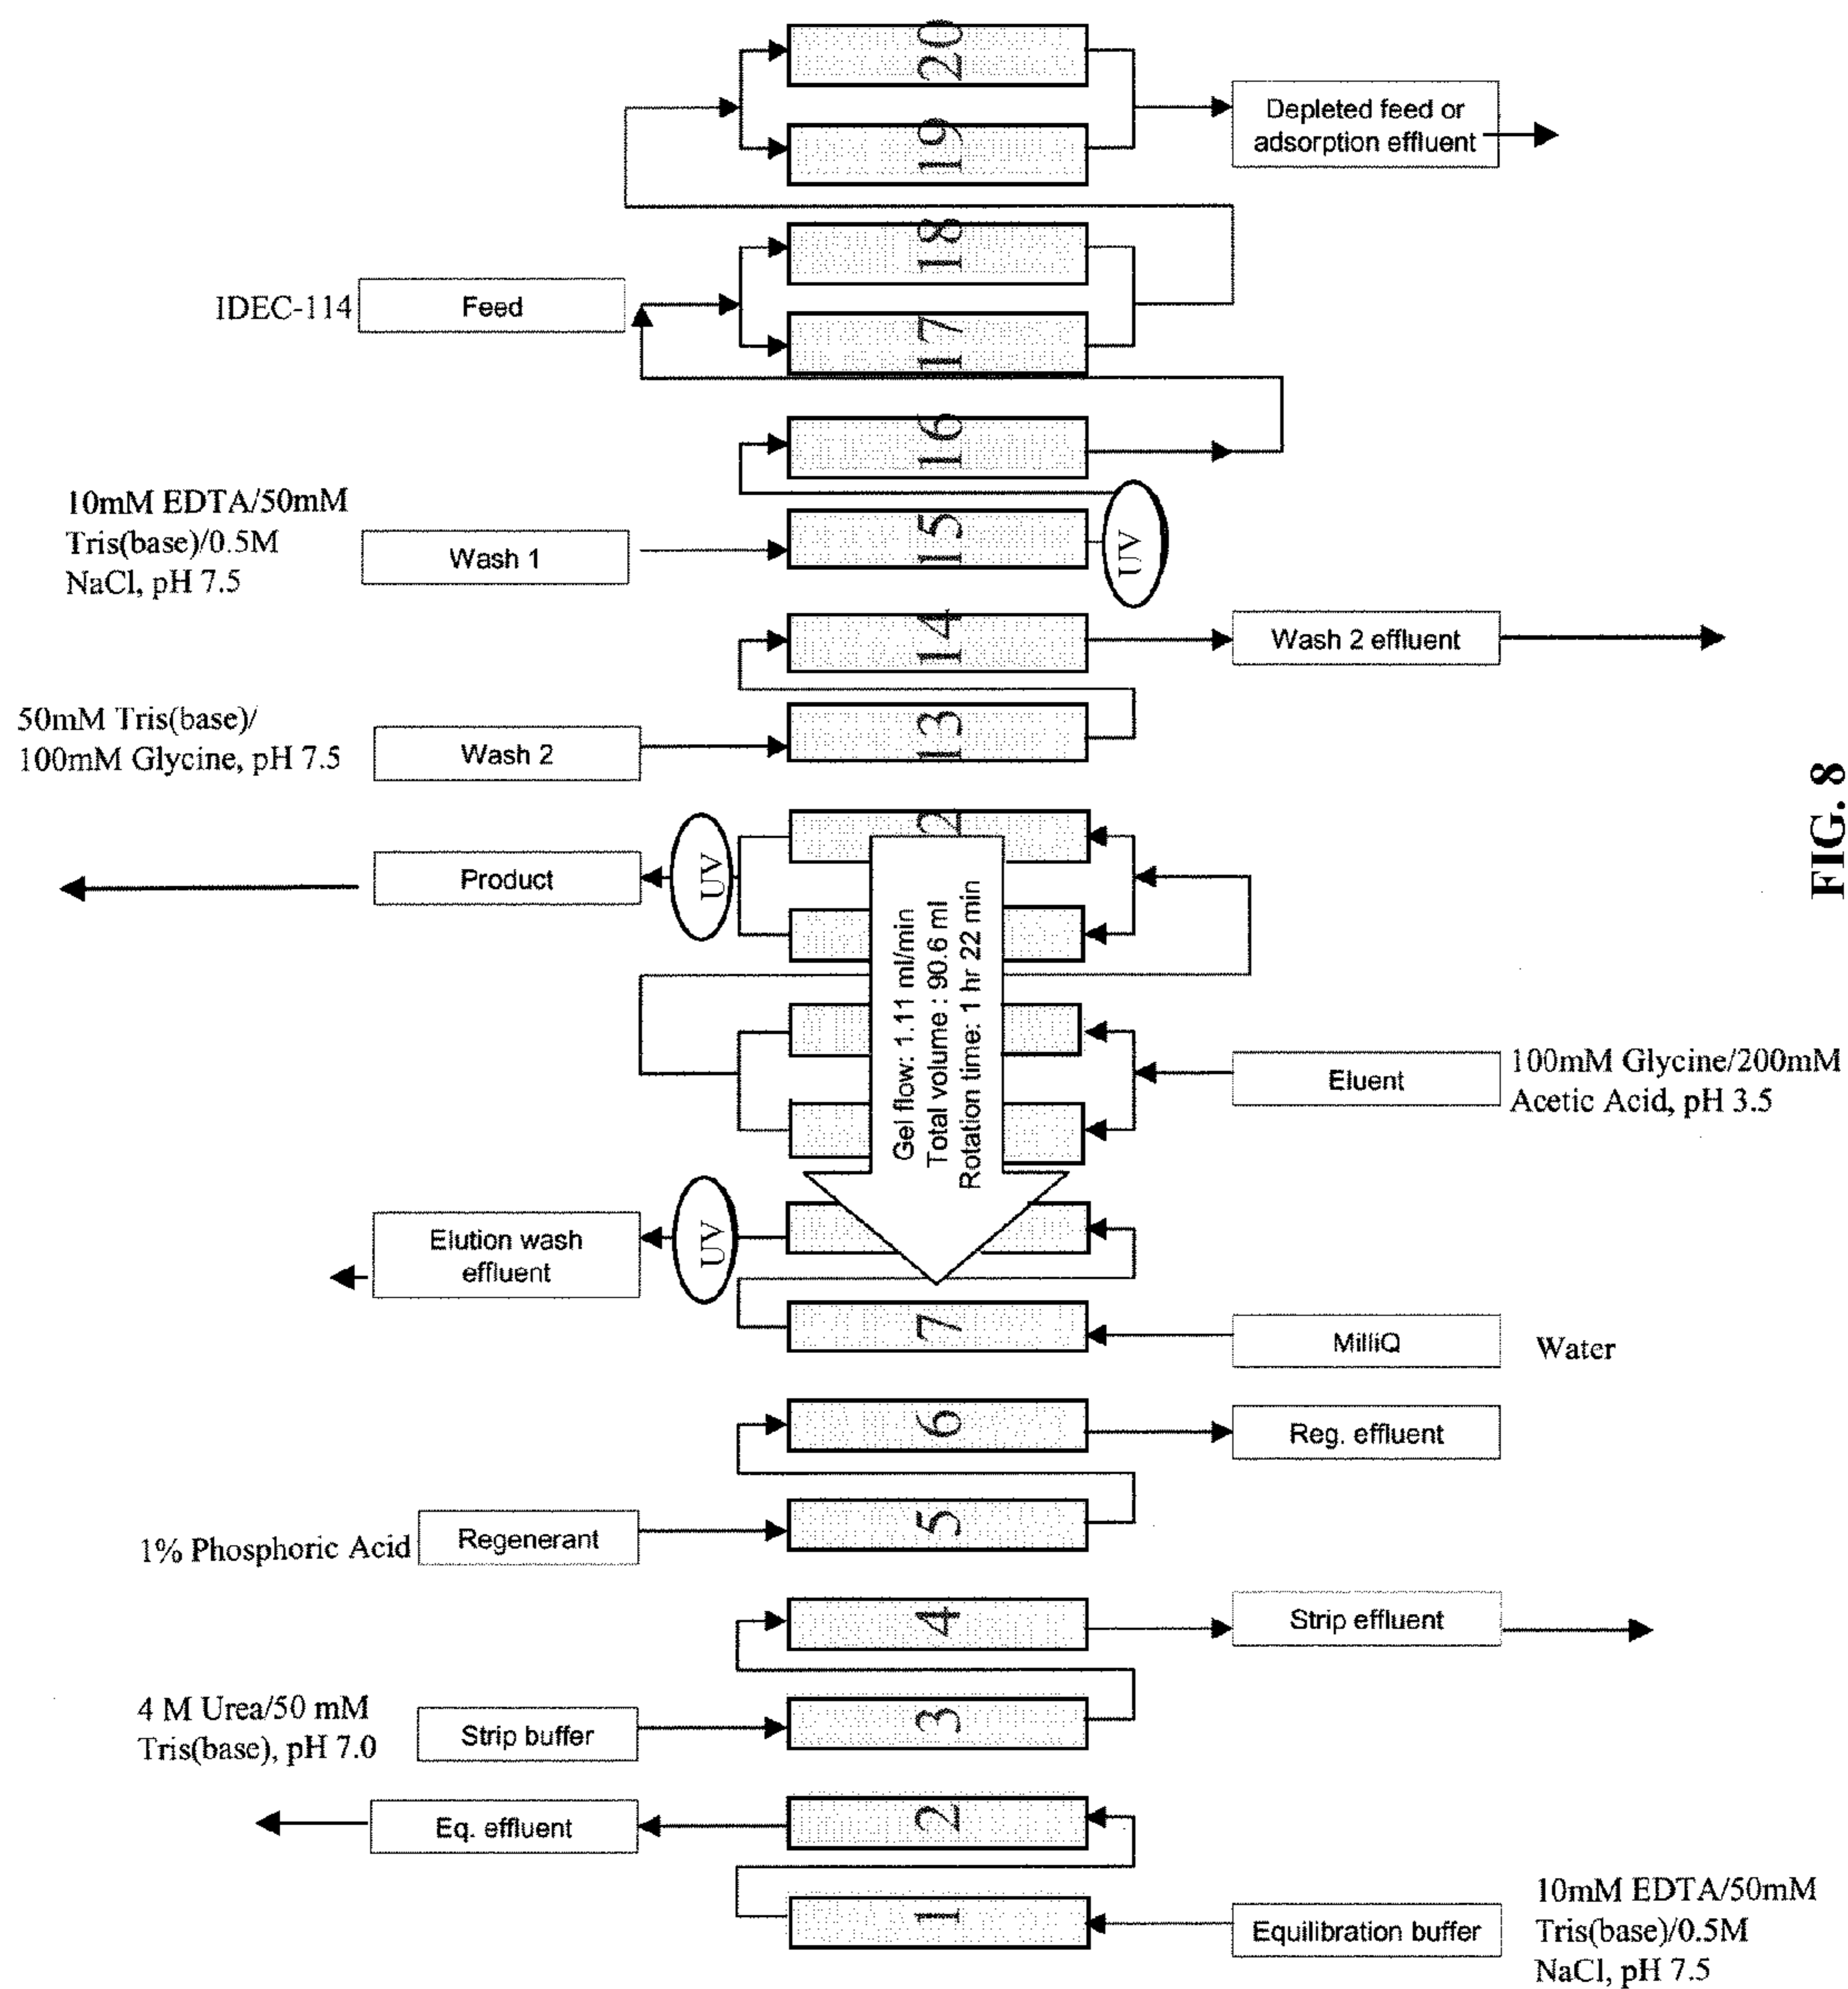 20
19
Depleted feed or
adsorption effluent
18
17
IDEC-114
Feed
16
10mM EDTA/50mM
Tris(base)/0.5M
NaCl, pH 7.5
Wash 1
15
UV
14
Wash 2 effluent
50mM Tris(base)/
100mM Glycine, pH 7.5
Wash 2
13
2
Product
UV
Gel flow: 1.11 ml/min
Total volume : 90.6 ml
Rotation time: 1 hr 22 min
Eluent
100mM Glycine/200mM
Acetic Acid, pH 3.5
Elution wash
effluent
UV
7
MilliQ
Water
6
Reg. effluent
1% Phosphoric Acid
Regenerant
5
4
Strip effluent
4 M Urea/50 mM
Tris(base), pH 7.0
Strip buffer
3
Eq. effluent
2
1
Equilibration buffer
10mM EDTA/50mM
Tris(base)/0.5M
NaCl, pH 7.5
FIG. 8